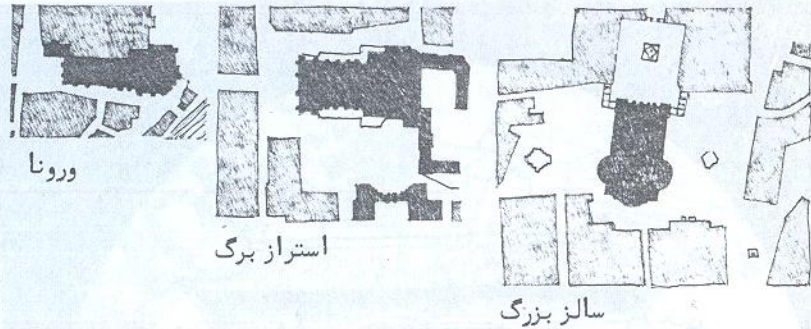 ورونا
استراز برگ
سالز بزرگ